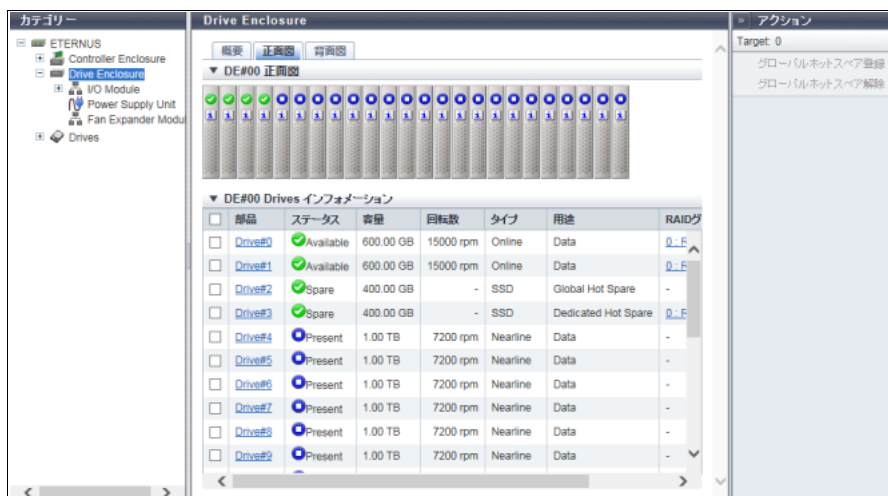 カテゴリー
ETERNUS
Controller Enclosure
Drive Enclosure
I/O Module
Power Supply Unit
Fan Expander Modu
Drives
Drive Enclosure
概要 正面図 背面図
▼ DE#00 正面図
▼ DE#00 Drives インフォメーション
部品 ステータス 容量 回転数 タイプ 用途 RAIDグ
Drive#0 Available 600.00 GB 15000 rpm Online Data 0 : R
Drive#1 Available 600.00 GB 15000 rpm Online Data 0 : R
Drive#2 Spare 400.00 GB - SSD Global Hot Spare -
Drive#3 Spare 400.00 GB - SSD Dedicated Hot Spare 0 : R
Drive#4 Present 1.00 TB 7200 rpm Nearline Data -
Drive#5 Present 1.00 TB 7200 rpm Nearline Data -
Drive#6 Present 1.00 TB 7200 rpm Nearline Data -
Drive#7 Present 1.00 TB 7200 rpm Nearline Data -
Drive#8 Present 1.00 TB 7200 rpm Nearline Data -
Drive#9 Present 1.00 TB 7200 rpm Nearline Data -
» アクション
Target: 0
グローバルホットスペア登録
グローバルホットスペア解除